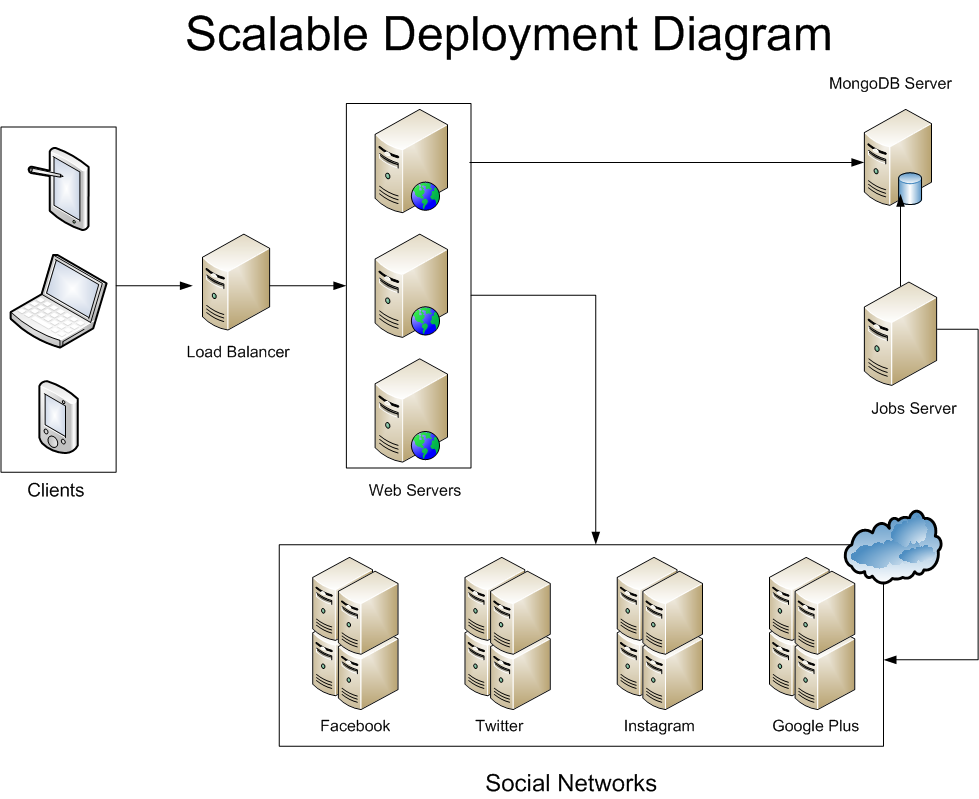 Scalable Deployment Diagram
MongoDB Server
Load Balancer
Jobs Server
Clients
Web Servers
Facebook
Twitter
Instagram
Google Plus
Social Networks